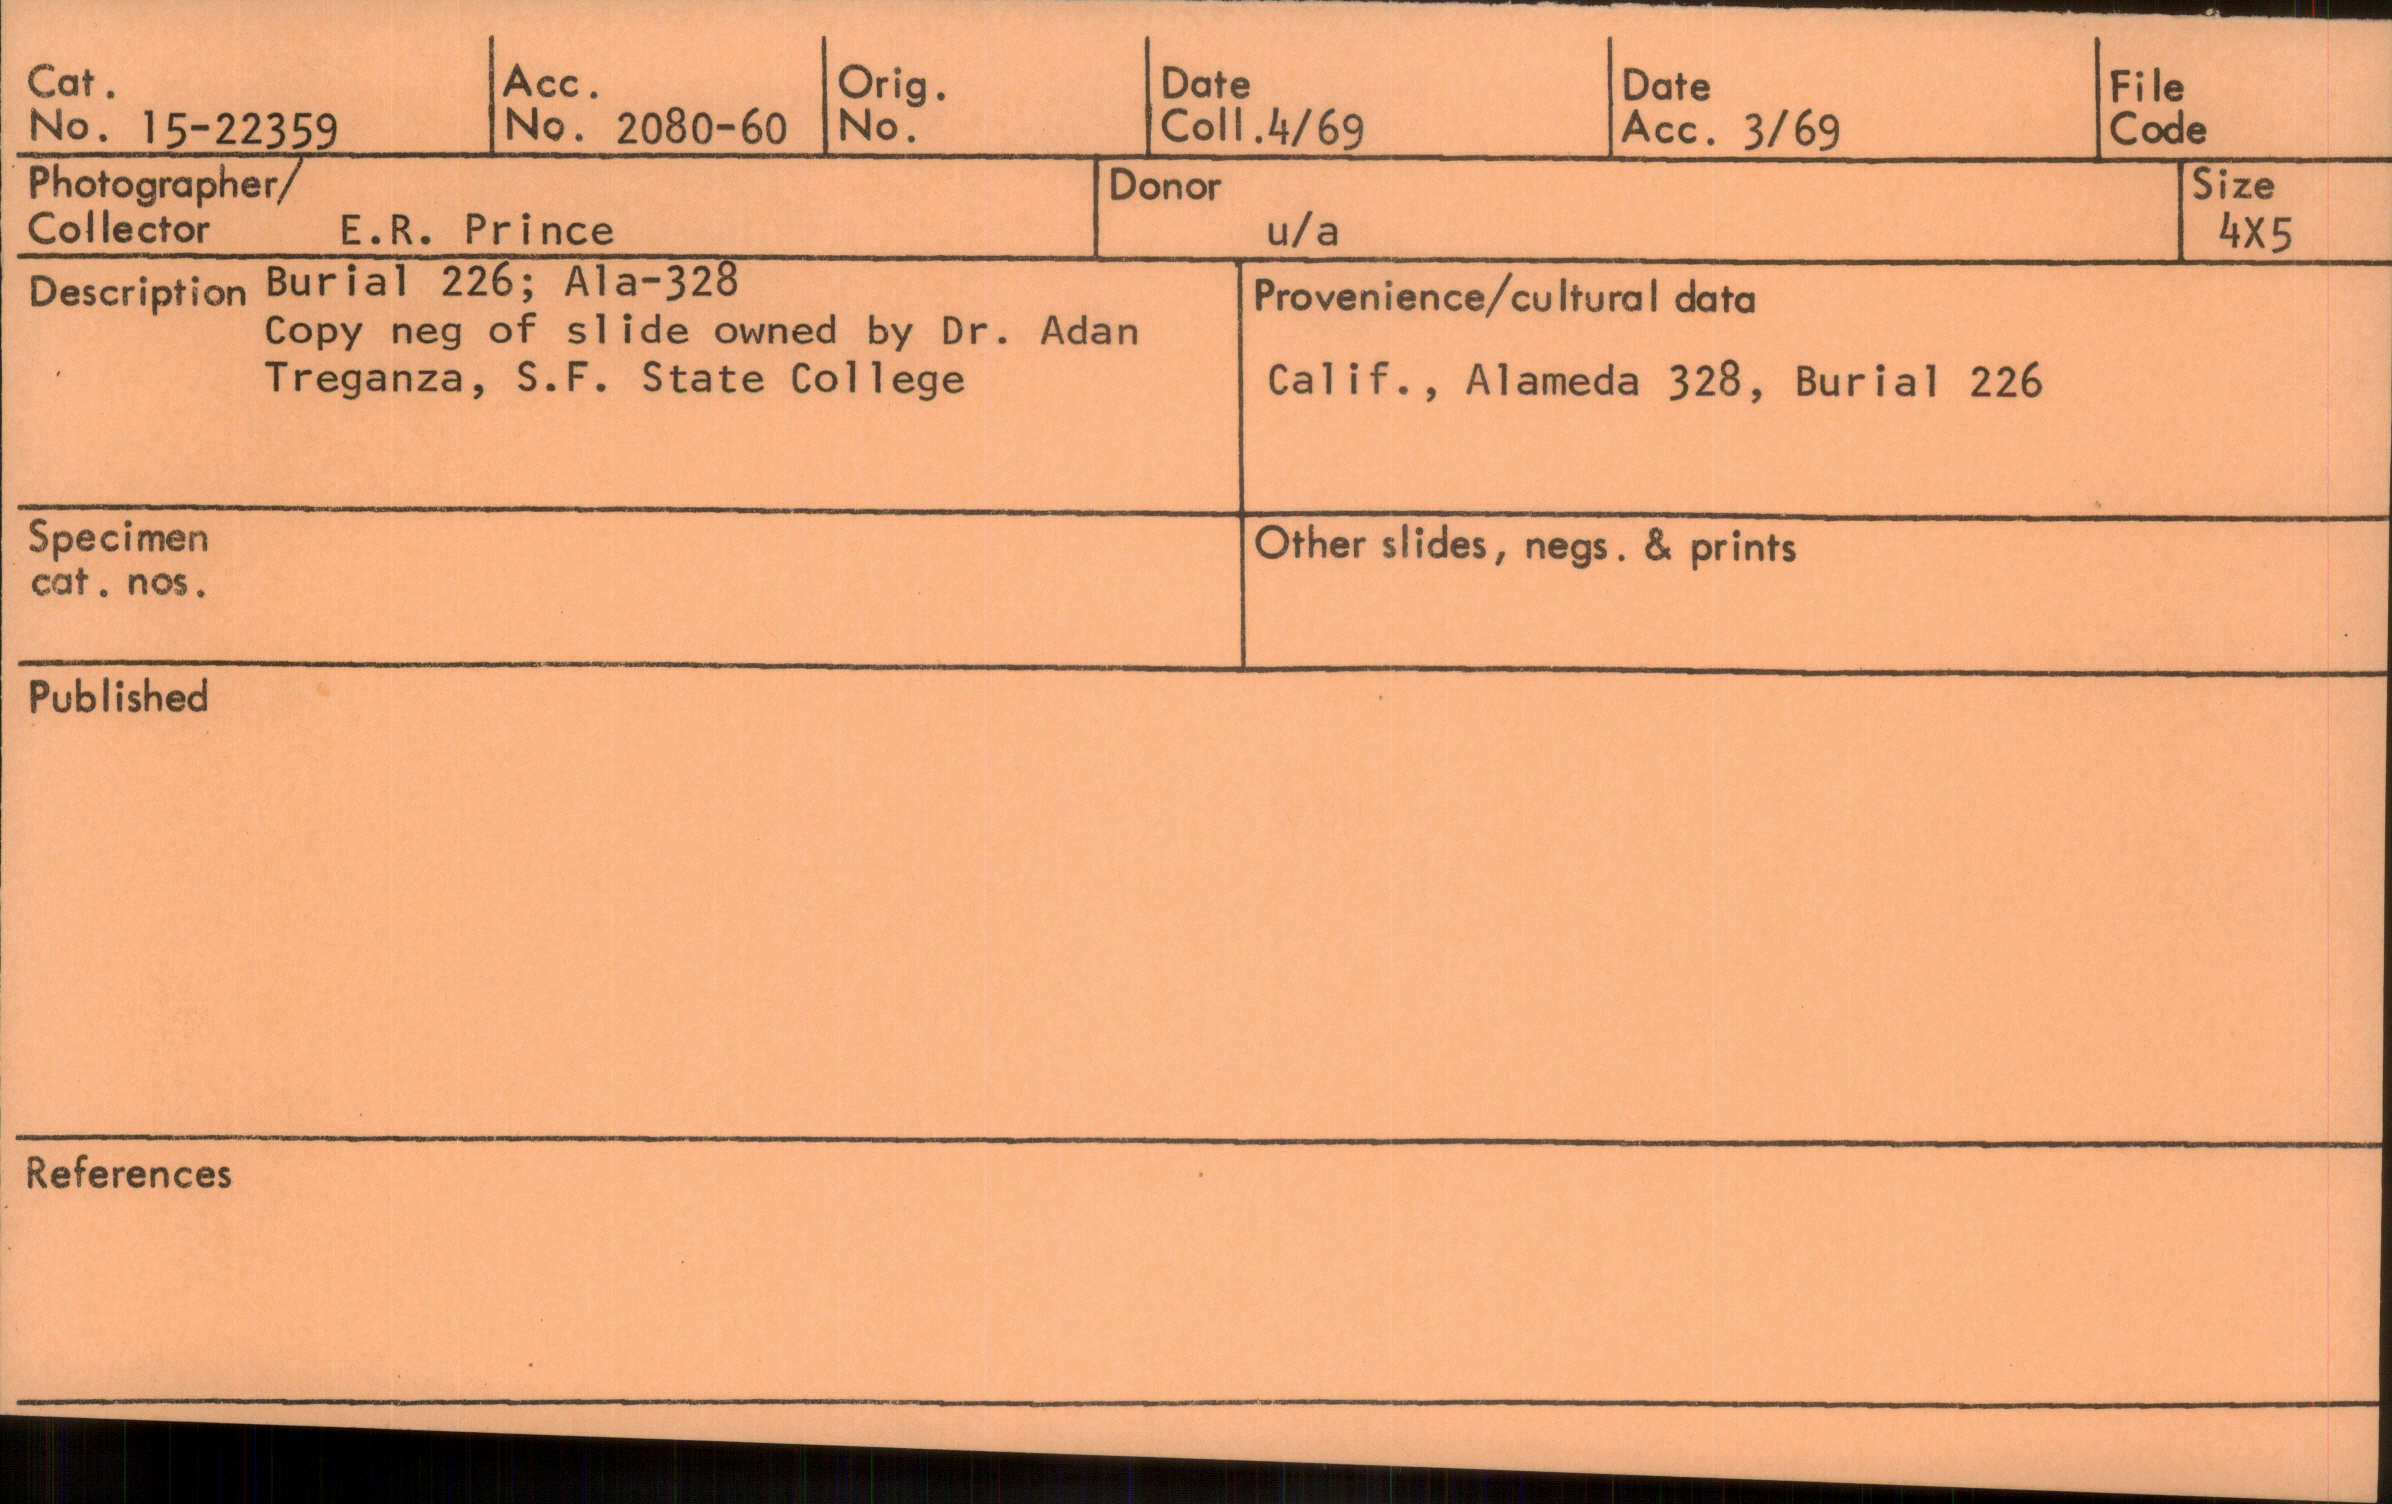 Cat. Acc. Orig. Date Date File
No. 15-22359 No. 2080-60 No. Coll.4/69 Acc. 3/69 Code
Photographer/ Donor Size
Collector E.R. Prince u/a 4X5
Description Burial 226; Ala-328 Provenience/cultural data
Copy neg of slide owned by Dr. Adan
Treganza, S.F. State College Calif., Alameda 328, Burial 226
Specimen Other slides, negs. & prints
cat. nos.
Published
References